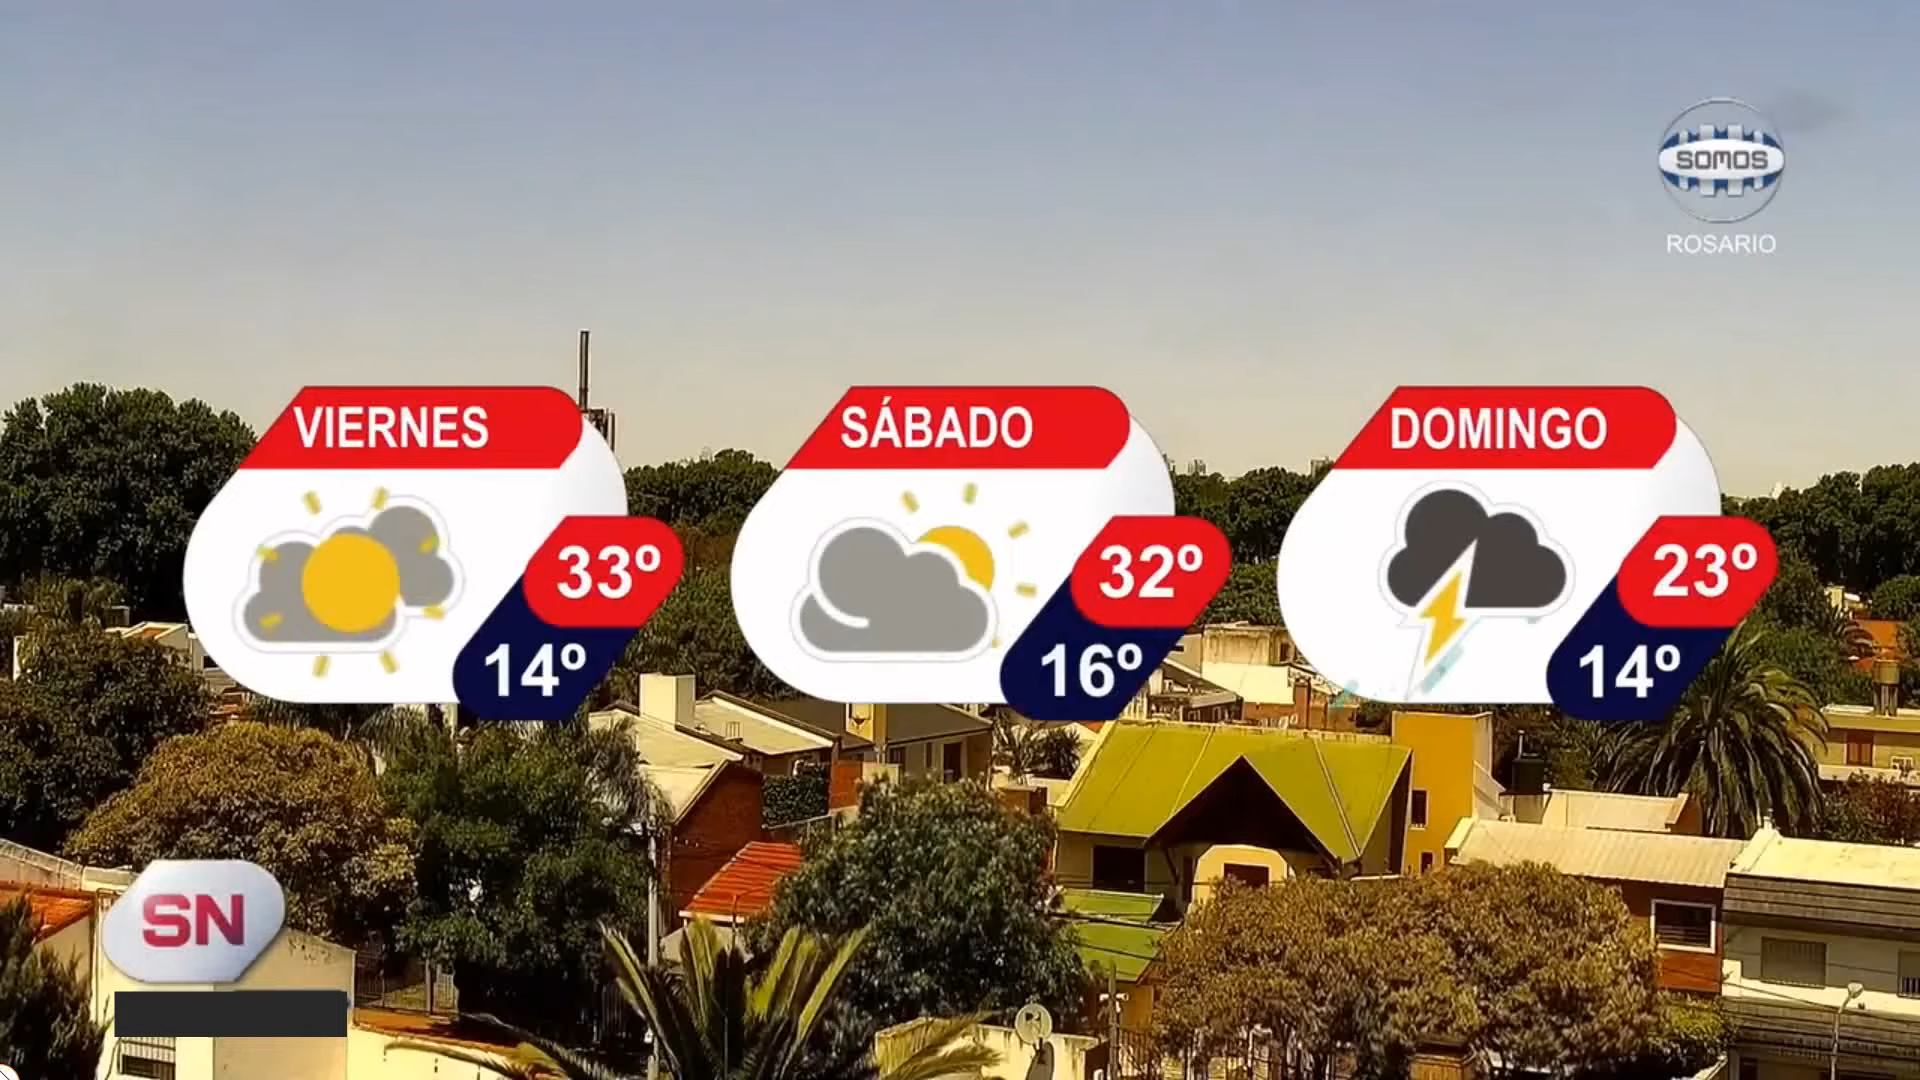 SOMOS
ROSARIO
VIERNES
33º
14º
SÁBADO
32º
16º
DOMINGO
23º
14º
SN